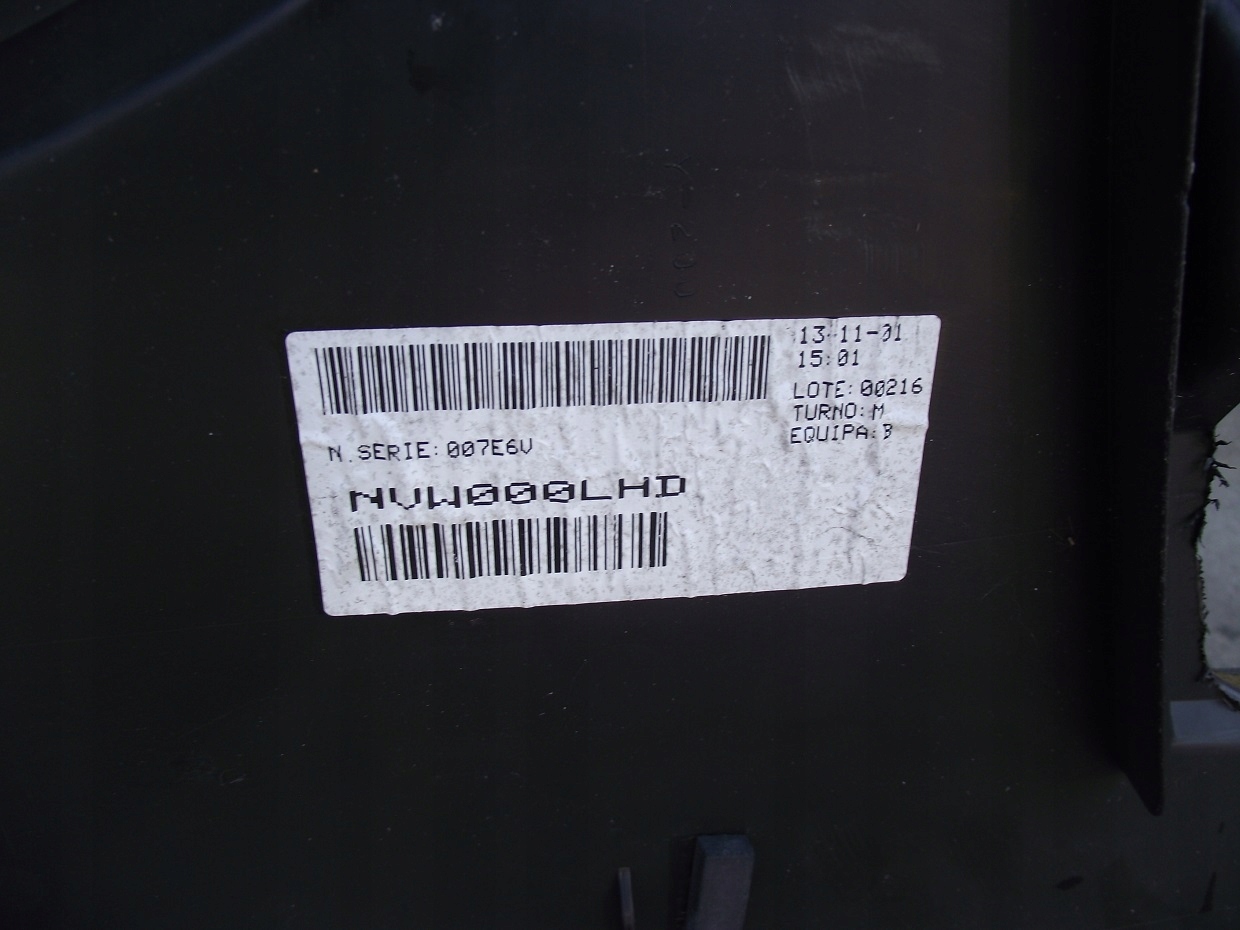 13-11-01
15:01
LOTE: 00216
TURNO: M
EQUIPA: B
N.SERIE: 007E6V
NVW000LHD